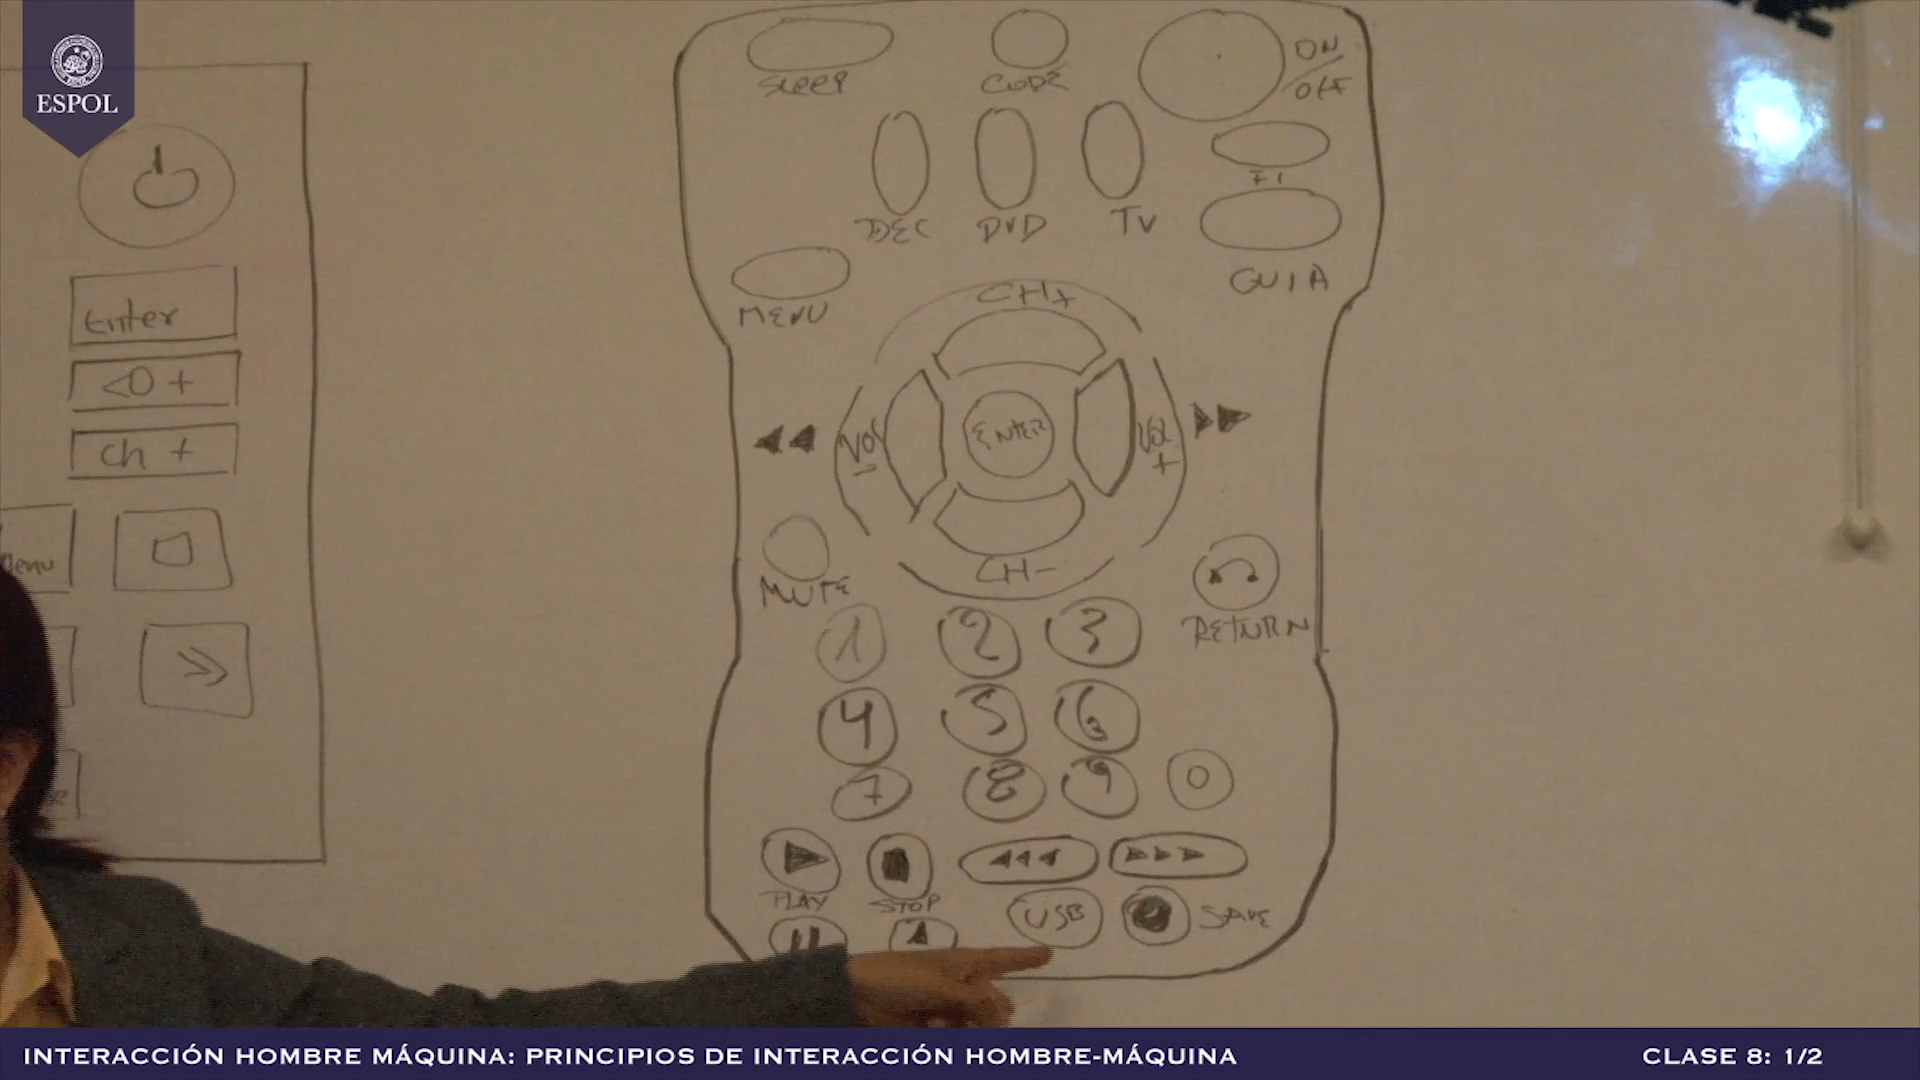 ESPOL
Enter
<0 +
ch +
Menu
SLEEP
CODE
ON
OFF
DEC
DVD
TV
F1
GUIA
MENU
CH+
VOL
-
ENTER
VOL
+
CH-
MUTE
RETURN
1 2 3
4 5 6
7 8 9 0
PLAY
STOP
USB
SAVE
INTERACCIÓN HOMBRE MÁQUINA: PRINCIPIOS DE INTERACCIÓN HOMBRE-MÁQUINA
CLASE 8: 1/2